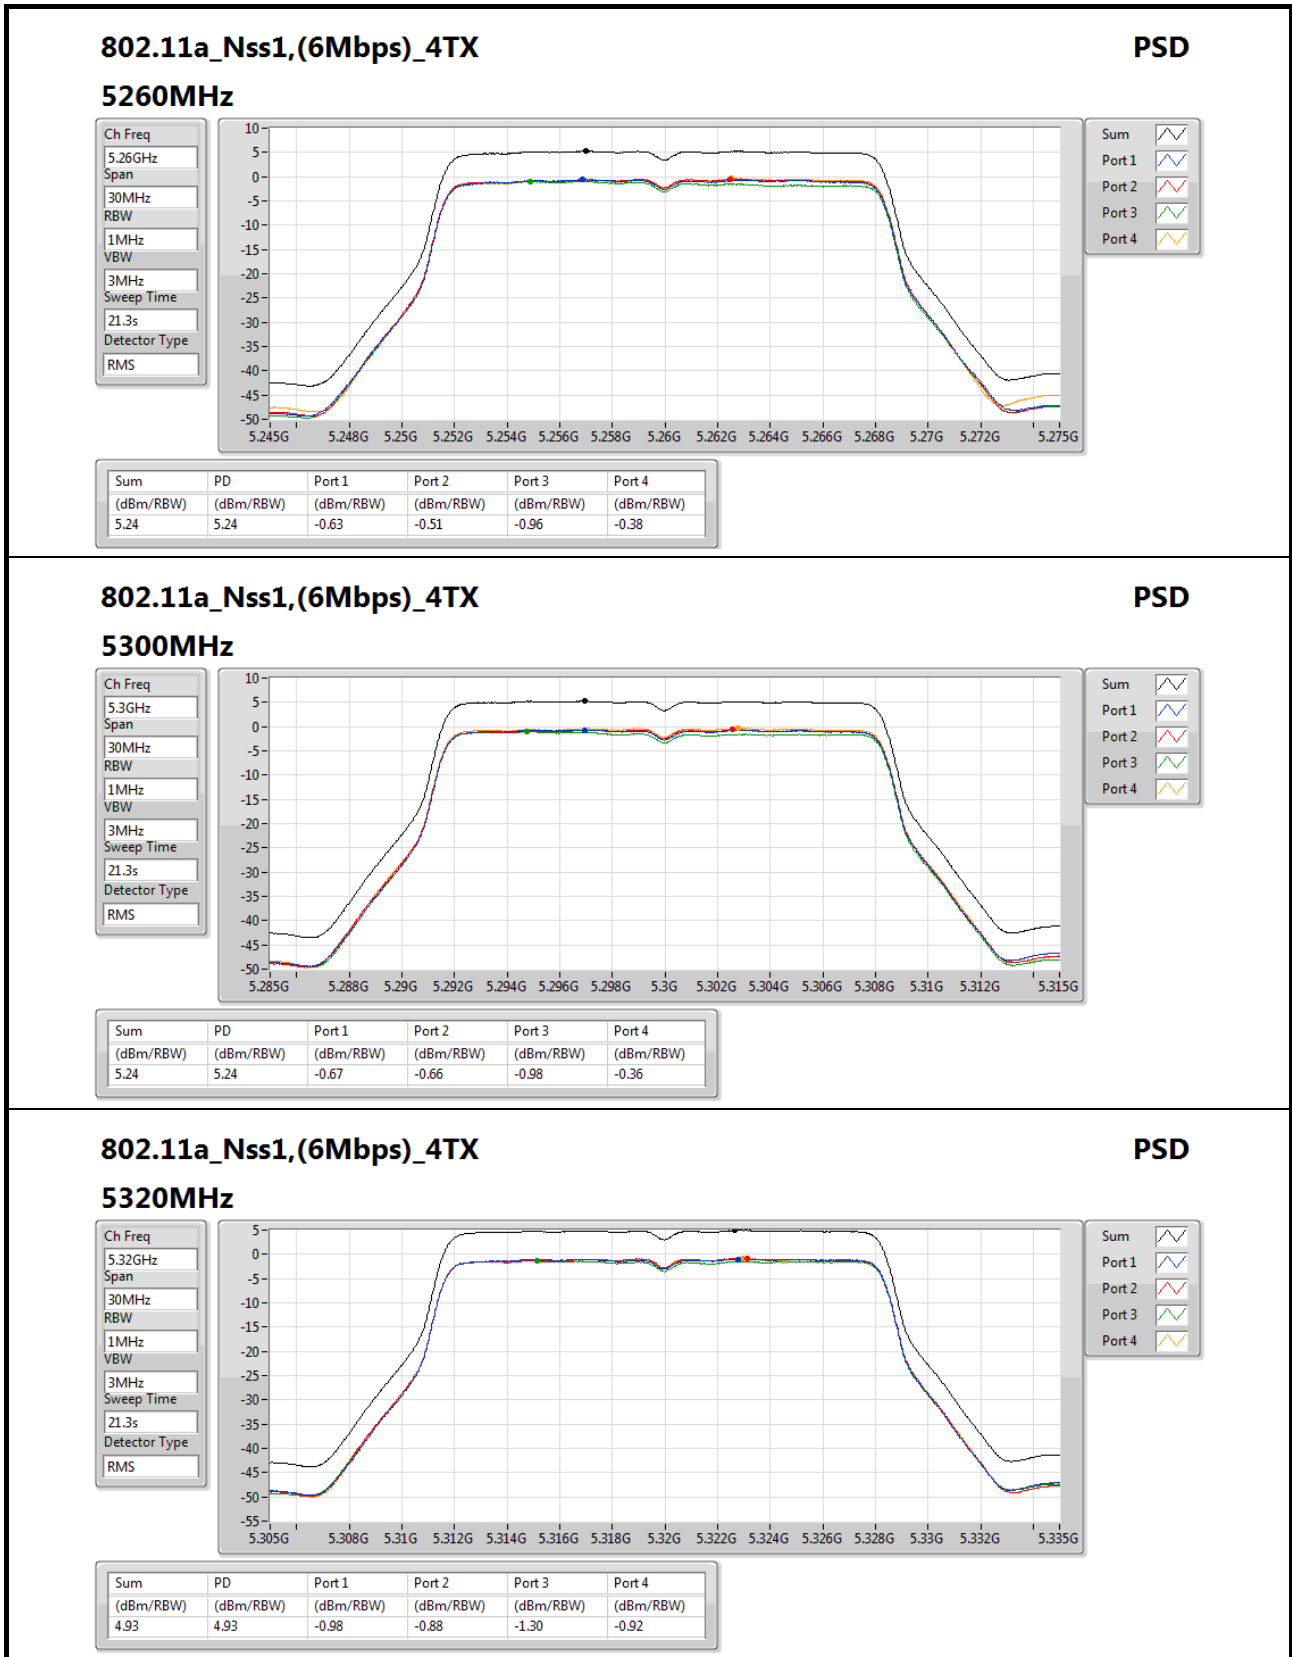 802.11a_Nss1,(6Mbps)_4TX PSD
5260MHz
Ch Freq
5.26GHz
Span
30MHz
RBW
1MHz
VBW
3MHz
Sweep Time
21.3s
Detector Type
RMS
10
5
0
-5
-10
-15
-20
-25
-30
-35
-40
-45
-50
5.245G 5.248G 5.25G 5.252G 5.254G 5.256G 5.258G 5.26G 5.262G 5.264G 5.266G 5.268G 5.27G 5.272G 5.275G
Sum
Port 1
Port 2
Port 3
Port 4
Sum PD Port 1 Port 2 Port 3 Port 4
(dBm/RBW) (dBm/RBW) (dBm/RBW) (dBm/RBW) (dBm/RBW) (dBm/RBW)
5.24 5.24 -0.63 -0.51 -0.96 -0.38
802.11a_Nss1,(6Mbps)_4TX PSD
5300MHz
Ch Freq
5.3GHz
Span
30MHz
RBW
1MHz
VBW
3MHz
Sweep Time
21.3s
Detector Type
RMS
10
5
0
-5
-10
-15
-20
-25
-30
-35
-40
-45
-50
5.285G 5.288G 5.29G 5.292G 5.294G 5.296G 5.298G 5.3G 5.302G 5.304G 5.306G 5.308G 5.31G 5.312G 5.315G
Sum
Port 1
Port 2
Port 3
Port 4
Sum PD Port 1 Port 2 Port 3 Port 4
(dBm/RBW) (dBm/RBW) (dBm/RBW) (dBm/RBW) (dBm/RBW) (dBm/RBW)
5.24 5.24 -0.67 -0.66 -0.98 -0.36
802.11a_Nss1,(6Mbps)_4TX PSD
5320MHz
Ch Freq
5.32GHz
Span
30MHz
RBW
1MHz
VBW
3MHz
Sweep Time
21.3s
Detector Type
RMS
5
0
-5
-10
-15
-20
-25
-30
-35
-40
-45
-50
-55
5.305G 5.308G 5.31G 5.312G 5.314G 5.316G 5.318G 5.32G 5.322G 5.324G 5.326G 5.328G 5.33G 5.332G 5.335G
Sum
Port 1
Port 2
Port 3
Port 4
Sum PD Port 1 Port 2 Port 3 Port 4
(dBm/RBW) (dBm/RBW) (dBm/RBW) (dBm/RBW) (dBm/RBW) (dBm/RBW)
4.93 4.93 -0.98 -0.88 -1.30 -0.92